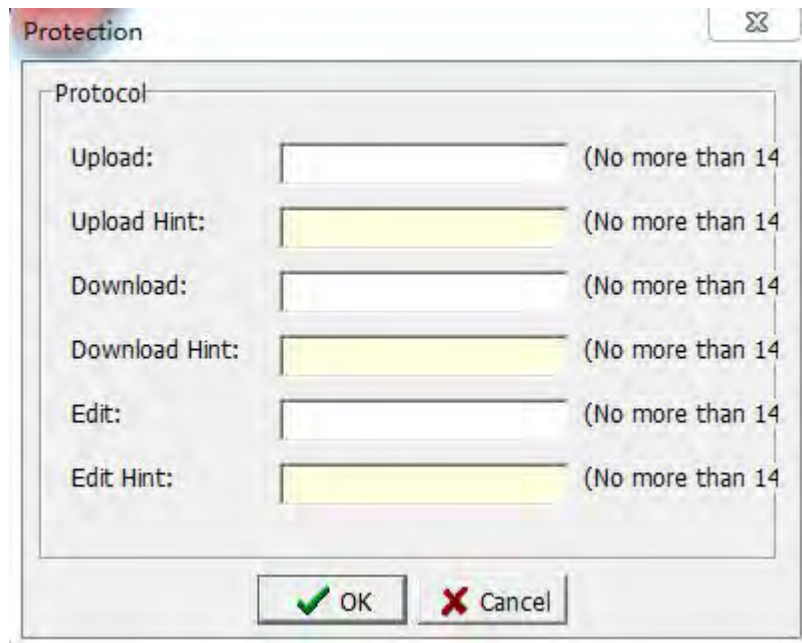 Protection
Protocol
Upload: (No more than 14
Upload Hint: (No more than 14
Download: (No more than 14
Download Hint: (No more than 14
Edit: (No more than 14
Edit Hint: (No more than 14
OK Cancel